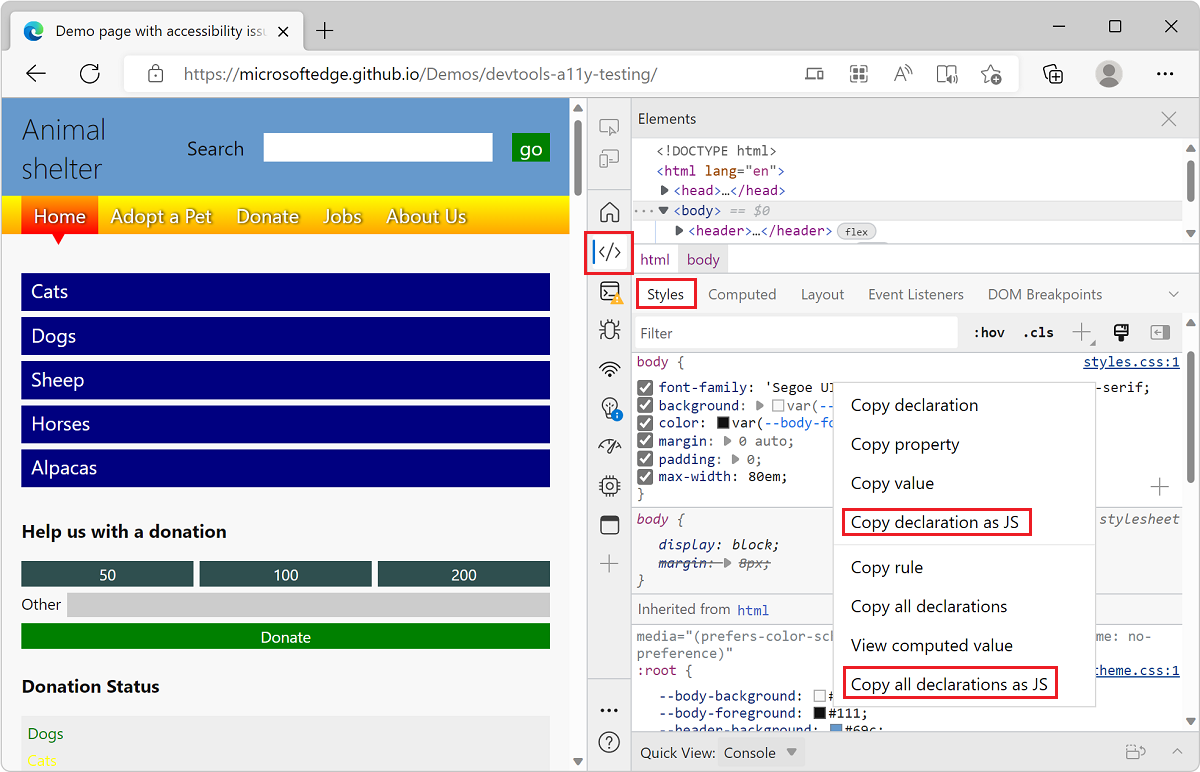 Demo page with accessibility iss
https://microsoftedge.github.io/Demos/devtools-a11y-testing/
Animal
shelter
Search
go
Home Adopt a Pet Donate Jobs About Us
Cats
Dogs
Sheep
Horses
Alpacas
Help us with a donation
50 100 200
Other
Donate
Donation Status
Dogs
Cats
Elements
<!DOCTYPE html>
<html lang="en">
<head>…</head>
<body> == $0
<header>…</header> flex
html body
Styles Computed Layout Event Listeners DOM Breakpoints
Filter :hov .cls
body { styles.css:1
font-family: 'Segoe UI -serif;
background: var(--
color: var(--body-fo
margin: 0 auto;
padding: 0;
max-width: 80em;
}
body { stylesheet
display: block;
margin: 8px;
}
Inherited from html
media="(prefers-color-sch me: no-
preference)"
:root { heme.css:1
--body-background: #
--body-foreground: #111;
--header-background: #69c;
Copy declaration
Copy property
Copy value
Copy declaration as JS
Copy rule
Copy all declarations
View computed value
Copy all declarations as JS
Quick View: Console